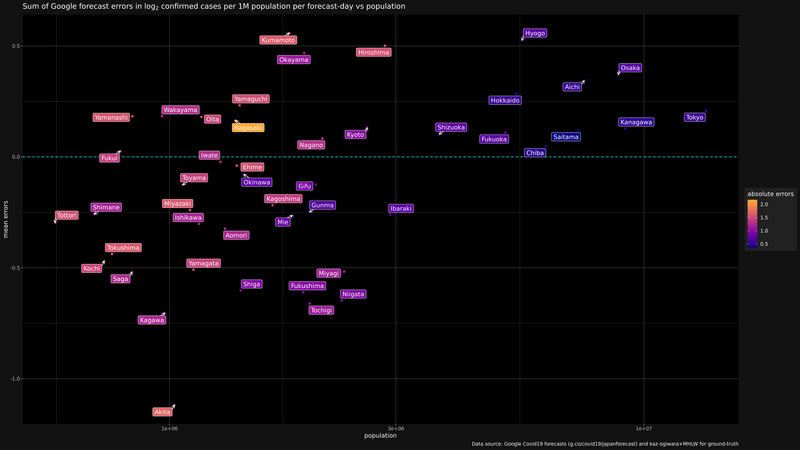 Sum of Google forecast errors in log₂ confirmed cases per 1M population per forecast-day vs population
Hyogo
Kumamoto
Hiroshima
Okayama
Osaka
Aichi
Yamaguchi
Hokkaido
Wakayama
Yamanashi
Oita
Tokyo
Kanagawa
Nagasaki
Shizuoka
Kyoto
Saitama
Fukuoka
Nagano
Chiba
Iwate
Fukui
Ehime
Toyama
Okinawa
Gifu
Kagoshima
Miyazaki
Shimane
Gunma
Ibaraki
Tottori
Ishikawa
Mie
Aomori
Tokushima
Yamagata
Kochi
Miyagi
Saga
Shiga
Fukushima
Niigata
Tochigi
Kagawa
Akita
0.5
0.0
-0.5
-1.0
mean errors
1e+06
3e+06
1e+07
population
absolute errors
2.0
1.5
1.0
0.5
Data source: Google Covid19 forecasts (g.co/covid19/japanforecast) and kaz-ogiwara+MHLW for ground-truth